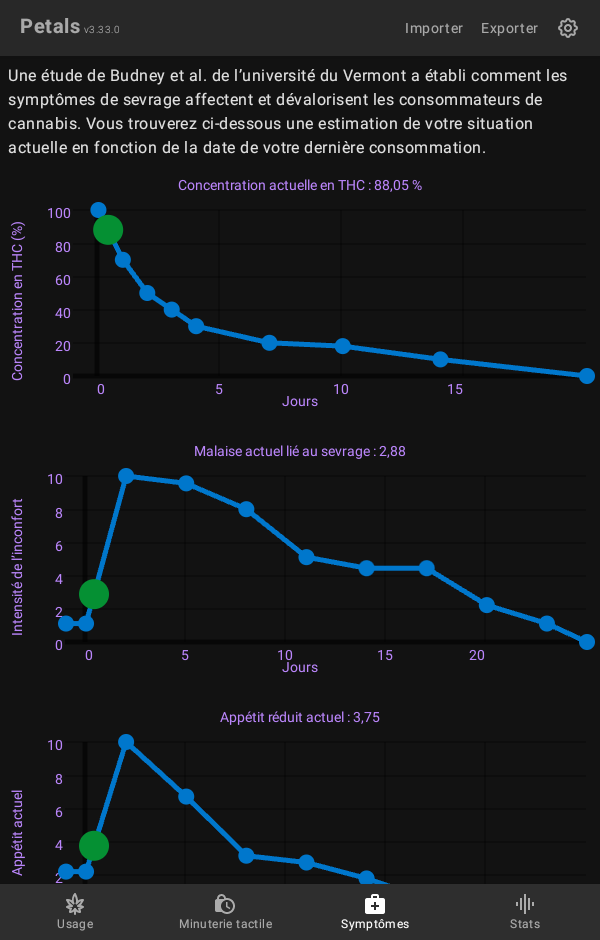 Petals v3.33.0
Importer Exporter
Une étude de Budney et al. de l’université du Vermont a établi comment les
symptômes de sevrage affectent et dévalorisent les consommateurs de
cannabis. Vous trouverez ci-dessous une estimation de votre situation
actuelle en fonction de la date de votre dernière consommation.
Concentration actuelle en THC : 88,05 %
Concentration en THC (%)
100
80
60
40
20
0
0 5 10 15
Jours
Malaise actuel lié au sevrage : 2,88
Intensité de l'inconfort
10
8
6
4
2
0
0 5 10 15 20
Jours
Appétit réduit actuel : 3,75
Appétit actuel
10
8
6
4
2
Usage Minuterie tactile Symptômes Stats